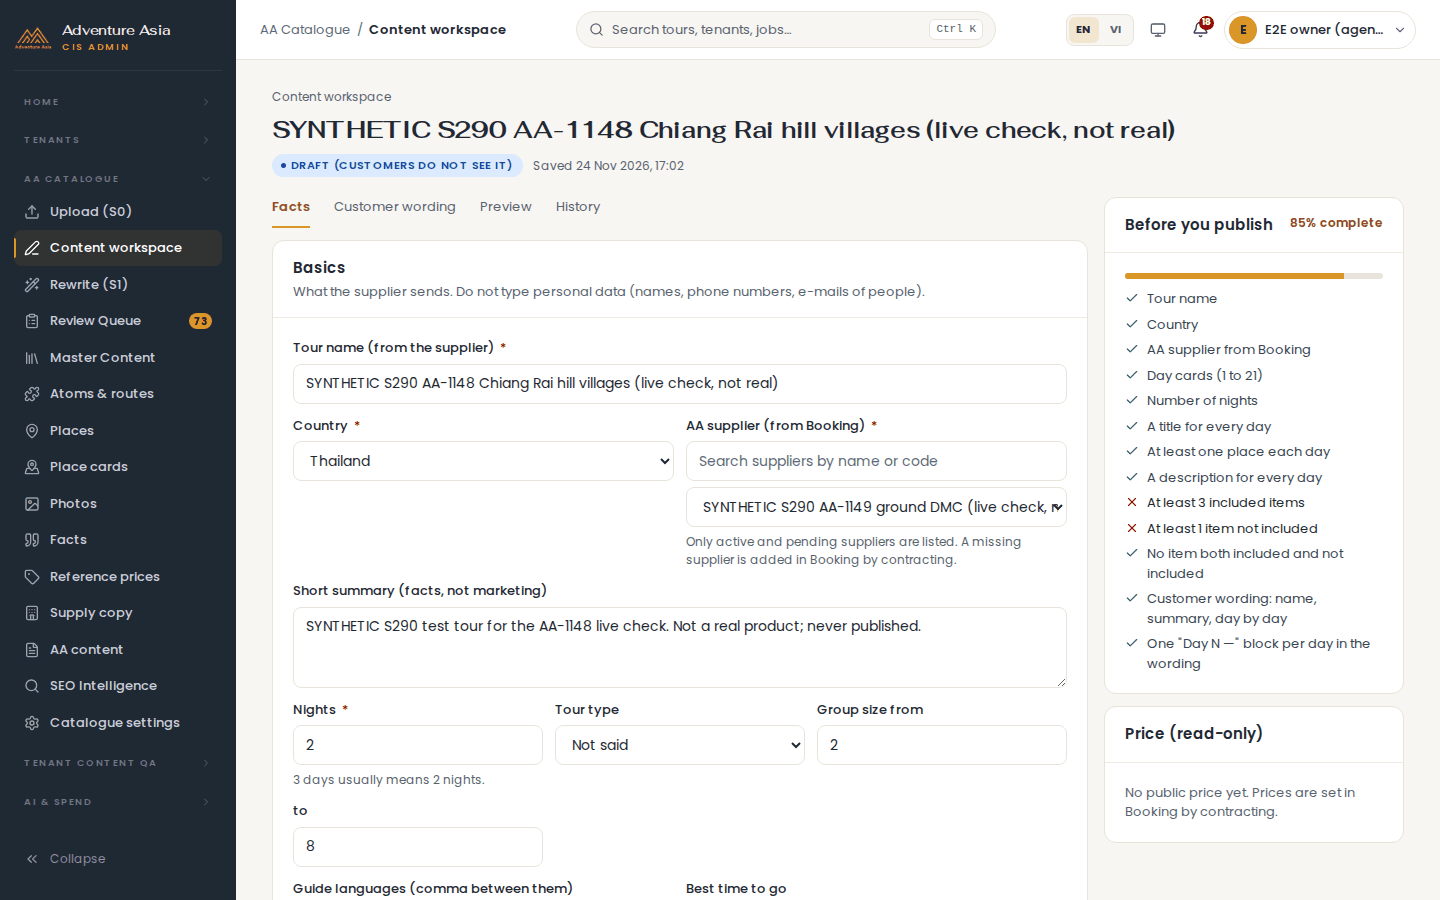 Adventure Asia
CIS ADMIN
HOME
TENANTS
AA CATALOGUE
Upload (S0)
Content workspace
Rewrite (S1)
Review Queue
73
Master Content
Atoms & routes
Places
Place cards
Photos
Facts
Reference prices
Supply copy
AA content
SEO Intelligence
Catalogue settings
TENANT CONTENT QA
AI & SPEND
Collapse
AA Catalogue / Content workspace
Search tours, tenants, jobs...
Ctrl K
EN
VI
18
E
E2E owner (agen...
Content workspace
SYNTHETIC S290 AA-1148 Chiang Rai hill villages (live check, not real)
DRAFT (CUSTOMERS DO NOT SEE IT)
Saved 24 Nov 2026, 17:02
Facts
Customer wording
Preview
History
Basics
What the supplier sends. Do not type personal data (names, phone numbers, e-mails of people).
Tour name (from the supplier) *
SYNTHETIC S290 AA-1148 Chiang Rai hill villages (live check, not real)
Country *
Thailand
AA supplier (from Booking) *
Search suppliers by name or code
SYNTHETIC S290 AA-1149 ground DMC (live check,
Only active and pending suppliers are listed. A missing
supplier is added in Booking by contracting.
Short summary (facts, not marketing)
SYNTHETIC S290 test tour for the AA-1148 live check. Not a real product; never published.
Nights *
2
3 days usually means 2 nights.
Tour type
Not said
Group size from
2
to
8
Guide languages (comma between them)
Best time to go
Before you publish
85% complete
Tour name
Country
AA supplier from Booking
Day cards (1 to 21)
Number of nights
A title for every day
At least one place each day
A description for every day
At least 3 included items
At least 1 item not included
No item both included and not
included
Customer wording: name,
summary, day by day
One "Day N —" block per day in the
wording
Price (read-only)
No public price yet. Prices are set in
Booking by contracting.